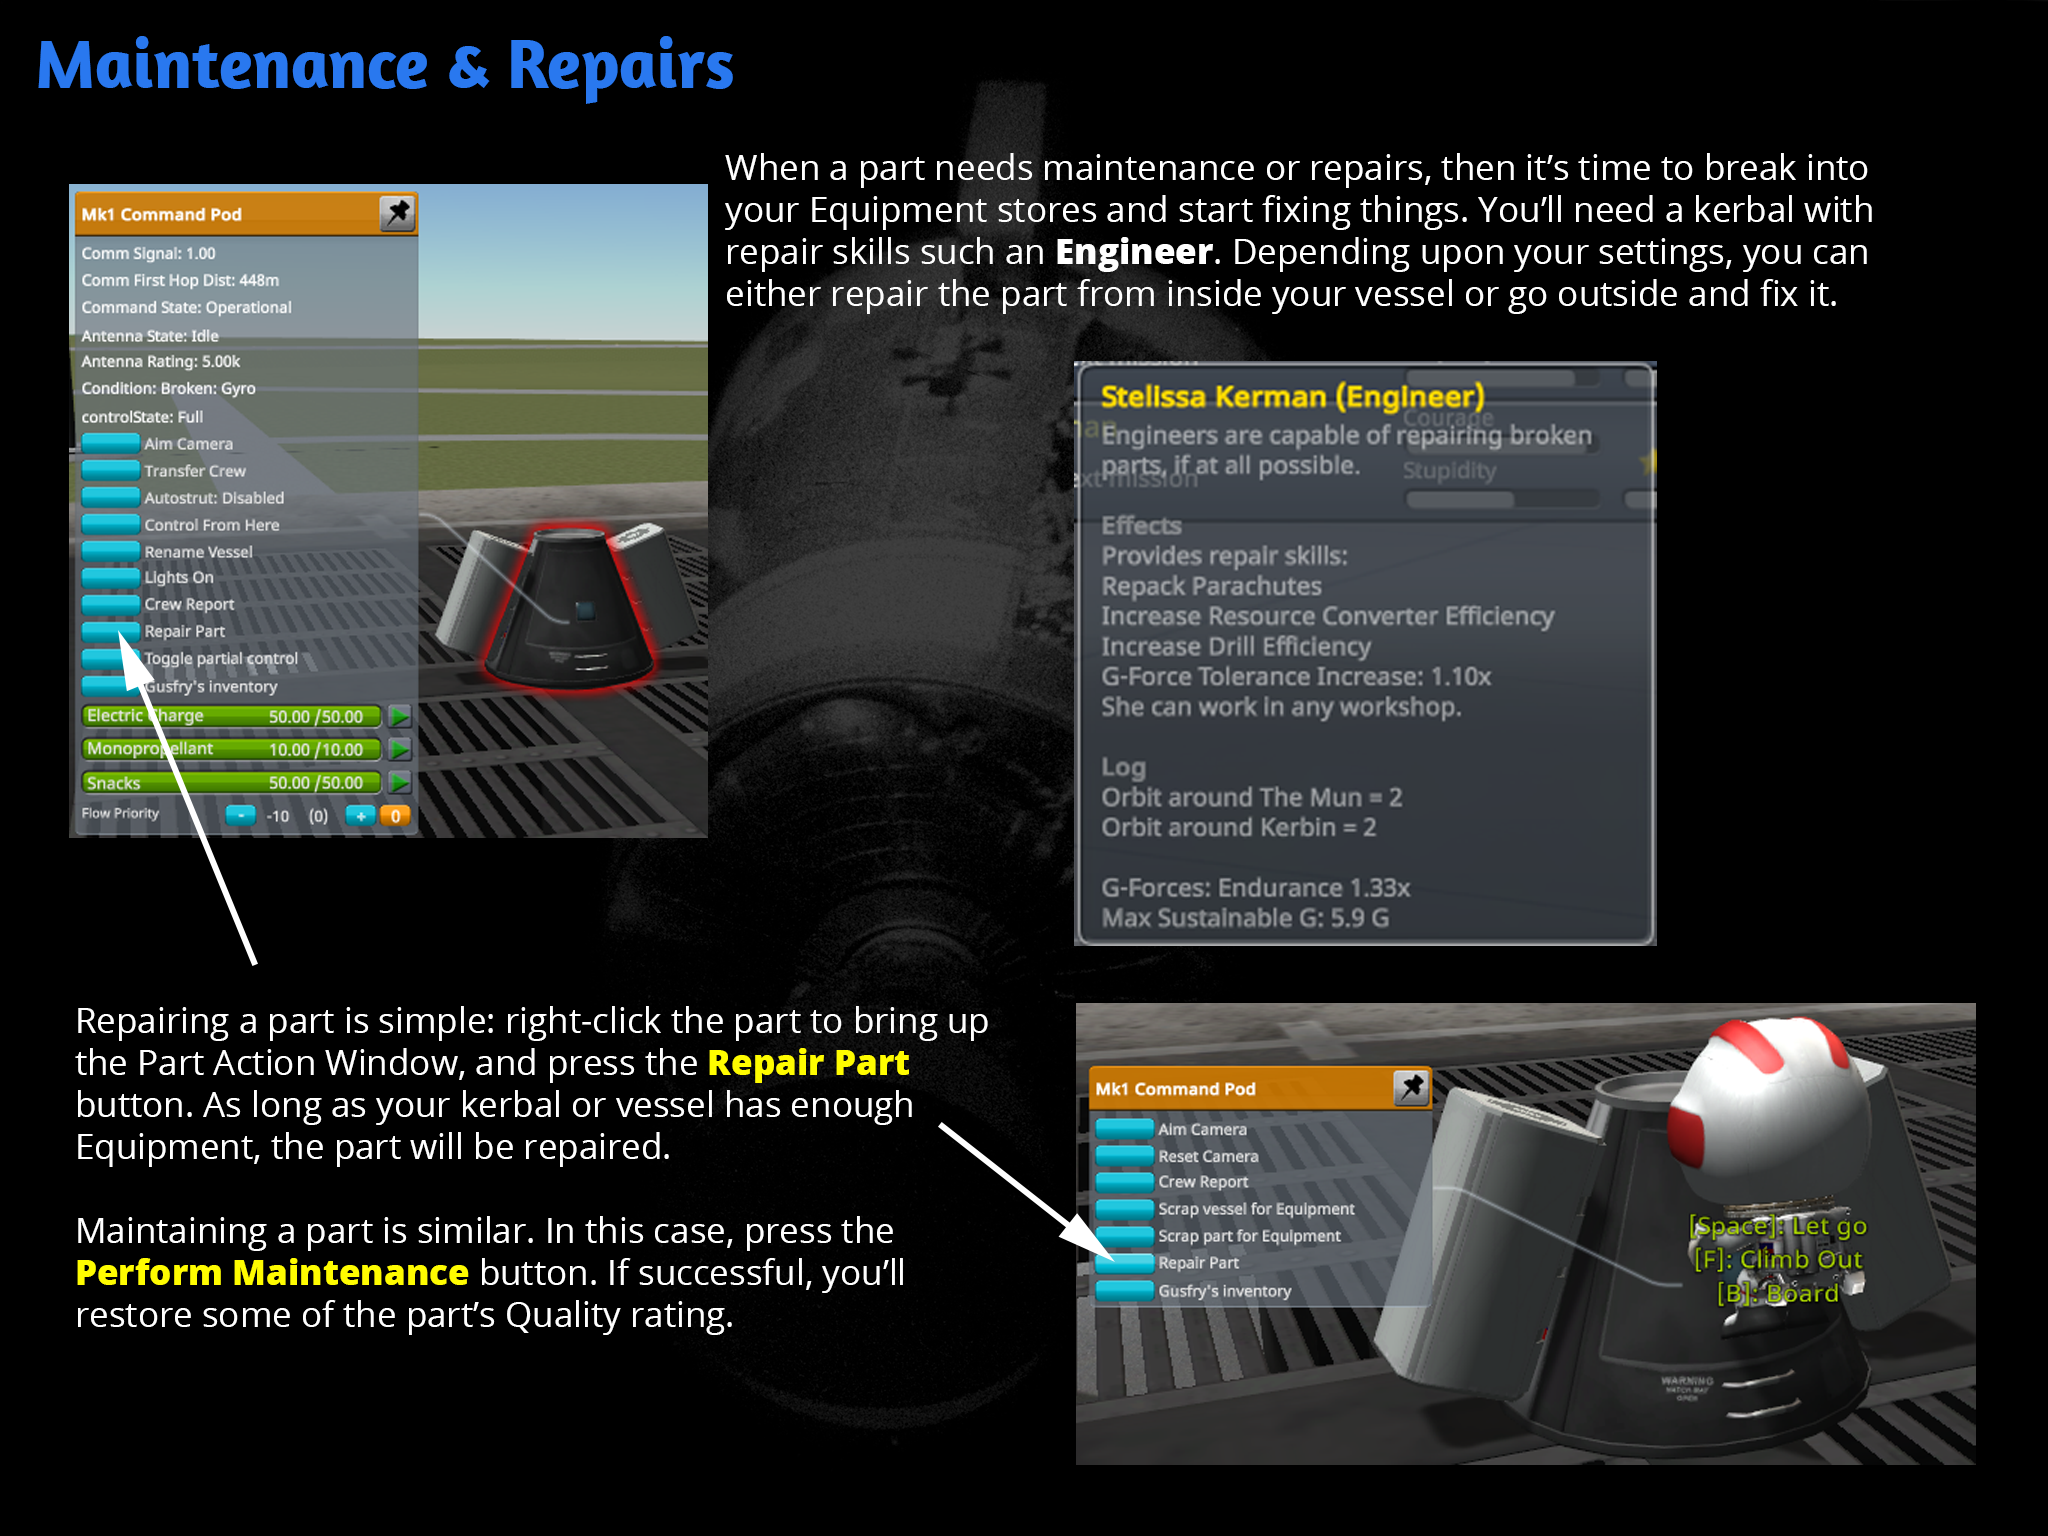 Maintenance & Repairs
When a part needs maintenance or repairs, then it's time to break into
your Equipment stores and start fixing things. You'll need a kerbal with
repair skills such an Engineer. Depending upon your settings, you can
either repair the part from inside your vessel or go outside and fix it.
Mk1 Command Pod
Comm Signal: 1.00
Comm First Hop Dist: 448m
Command State: Operational
Antenna State: Idle
Antenna Rating: 5.00k
Condition: Broken: Gyro
controlState: Full
Aim Camera
Transfer Crew
Autostrut: Disabled
Control From Here
Rename Vessel
Lights On
Crew Report
Repair Part
Toggle partial control
Gusfry's inventory
Electric Charge 50.00 /50.00
Monopropellant 10.00 /10.00
Snacks 50.00 /50.00
Flow Priority - -10 (0) + 0
Stelissa Kerman (Engineer)
Courage
Engineers are capable of repairing broken
parts, if at all possible.
Stupidity
ext mission
Effects
Provides repair skills:
Repack Parachutes
Increase Resource Converter Efficiency
Increase Drill Efficiency
G-Force Tolerance Increase: 1.10x
She can work in any workshop.
Log
Orbit around The Mun = 2
Orbit around Kerbin = 2
G-Forces: Endurance 1.33x
Max Sustainable G: 5.9 G
Repairing a part is simple: right-click the part to bring up
the Part Action Window, and press the Repair Part
button. As long as your kerbal or vessel has enough
Equipment, the part will be repaired.
Maintaining a part is similar. In this case, press the
Perform Maintenance button. If successful, you'll
restore some of the part's Quality rating.
Mk1 Command Pod
Aim Camera
Reset Camera
Crew Report
Scrap vessel for Equipment
Scrap part for Equipment
Repair Part
Gusfry's inventory
[Space]: Let go
[F]: Climb Out
[B]: Board
WARNING